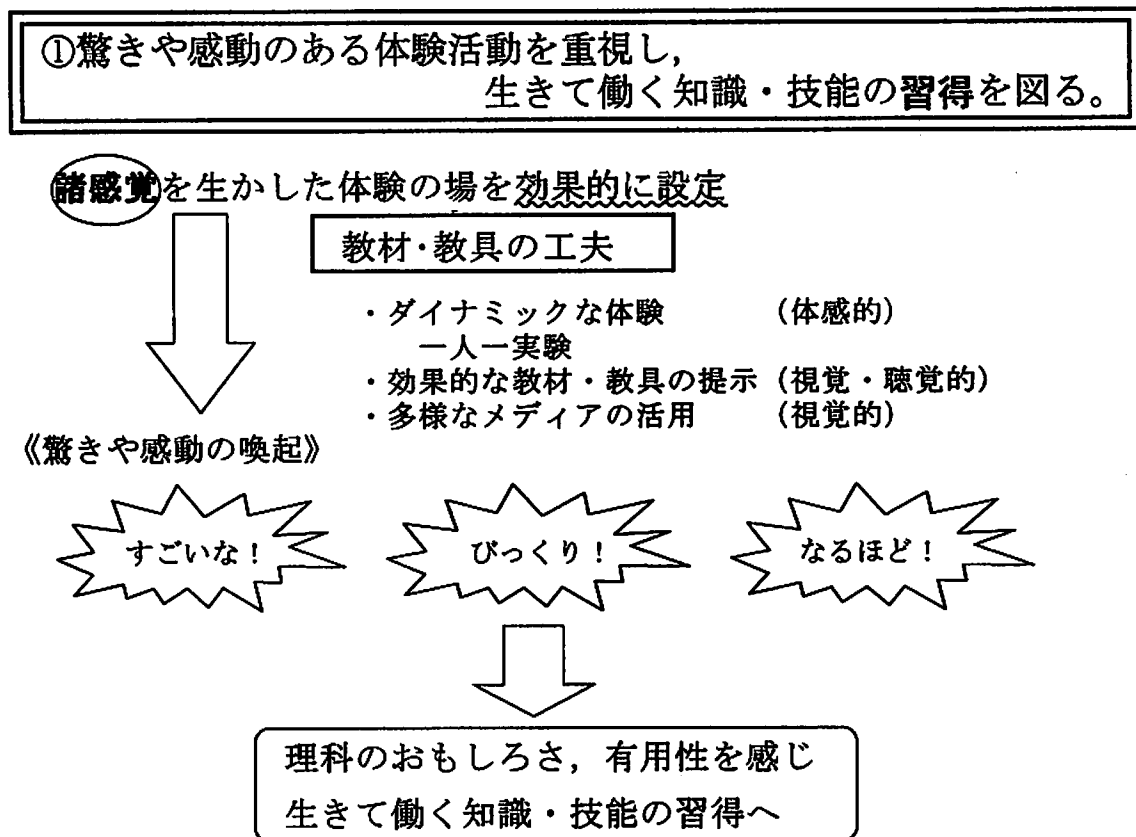 ①驚きや感動のある体験活動を重視し,
生きて働く知識・技能の習得を図る。
諸感覚を生かした体験の場を効果的に設定
教材・教具の工夫
・ダイナミックな体験 (体感的)
一人一実験
・効果的な教材・教具の提示 (視覚・聴覚的)
・多様なメディアの活用 (視覚的)
《驚きや感動の喚起》
すごいな! びっくり! なるほど!
理科のおもしろさ, 有用性を感じ
生きて働く知識・技能の習得へ